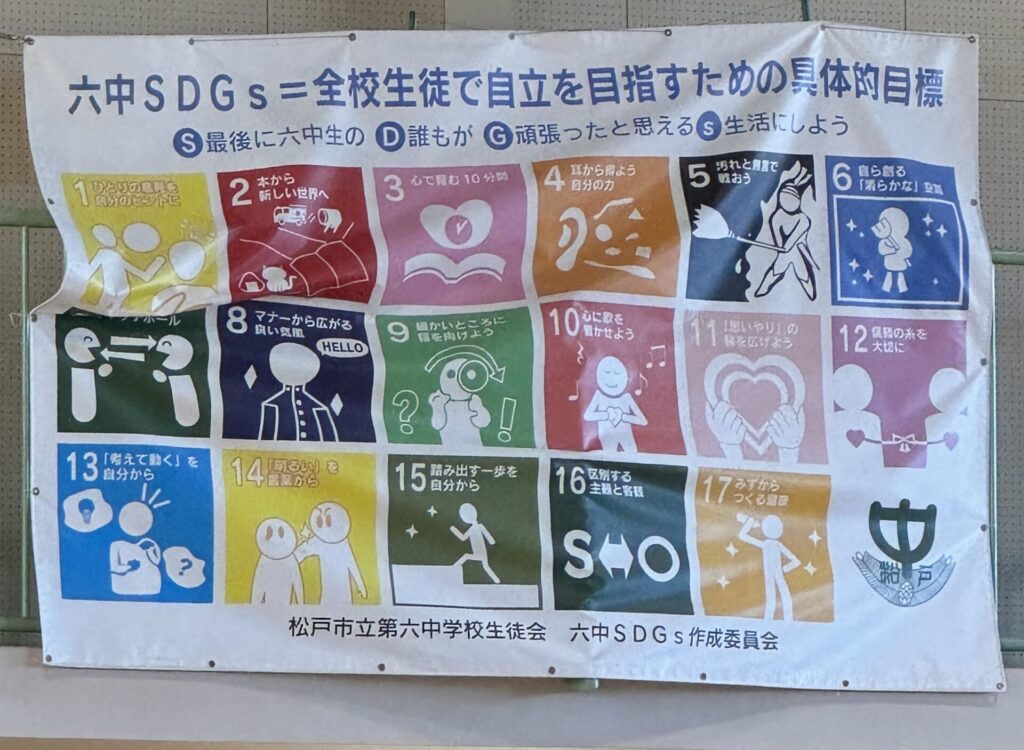 六中SDGs=全校生徒で自立を目指すための具体的目標
S最後に六中生の D誰もが G頑張ったと思える s生活にしよう
1 ひとりの意見を
自分のヒントに
2 本から
新しい世界へ
3 心で育む10分間
4 耳から得よう
自分の力
5 汚れと無言で
戦おう
6 自ら創る
「清らかな」空間
ボール
8 マナーから広がる
良い気風
HELLO
9 細かいところに
目を向けよう
10 心に歌を
響かせよう
11 「思いやり」の
輪を広げよう
12 信頼の糸を
大切に
13 「考えて動く」を
自分から
14 「明るい」を
言葉から
15 踏み出す一歩を
自分から
16 区別する
主観と客観
S⇔O
17 みずから
つくる健康
中
松戸市立第六中学校生徒会 六中SDGs作成委員会